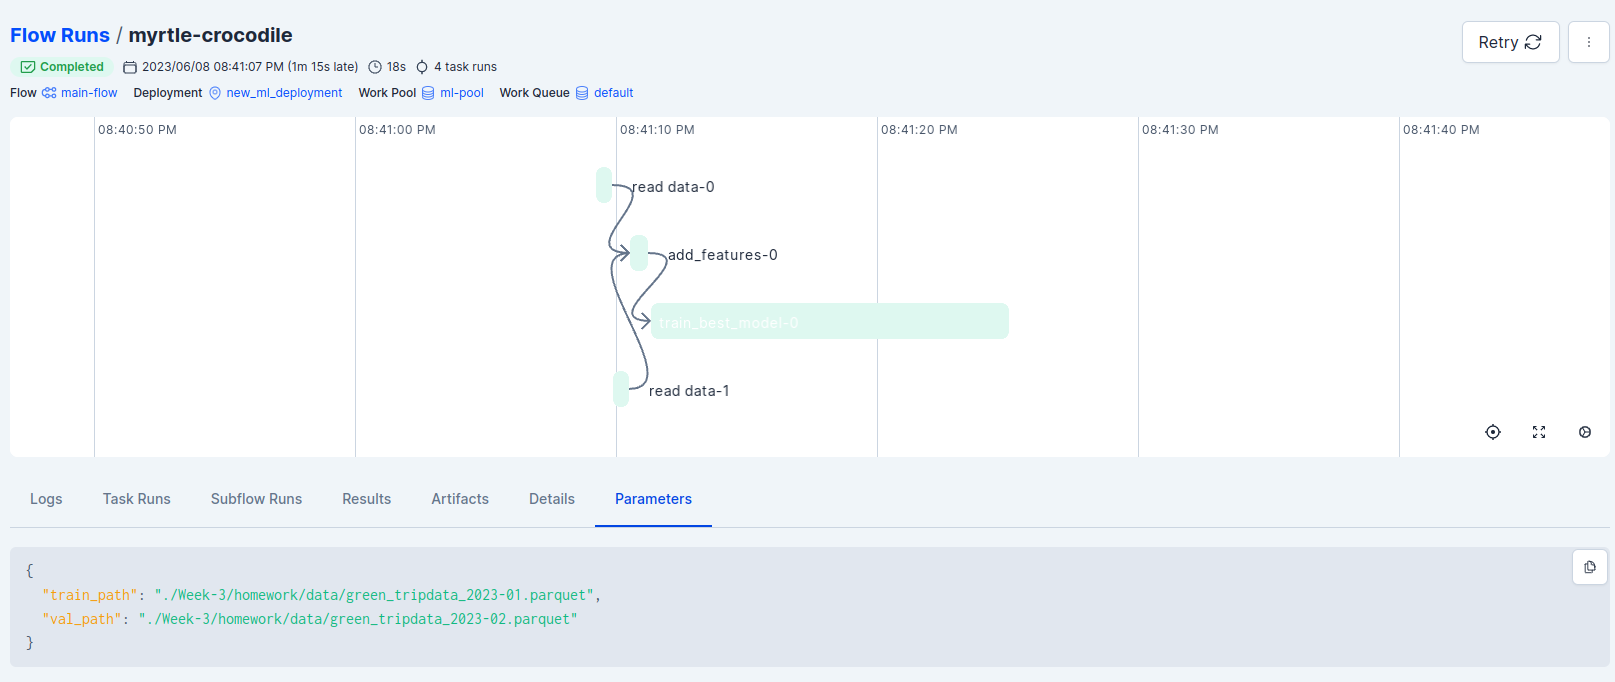 Flow Runs / myrtle-crocodile
Retry
Completed 2023/06/08 08:41:07 PM (1m 15s late) 18s 4 task runs
Flow main-flow Deployment new_ml_deployment Work Pool ml-pool Work Queue default
08:40:50 PM 08:41:00 PM 08:41:10 PM 08:41:20 PM 08:41:30 PM 08:41:40 PM
read data-0
add_features-0
train_best_model-0
read data-1
Logs Task Runs Subflow Runs Results Artifacts Details Parameters
{
"train_path": "./Week-3/homework/data/green_tripdata_2023-01.parquet",
"val_path": "./Week-3/homework/data/green_tripdata_2023-02.parquet"
}